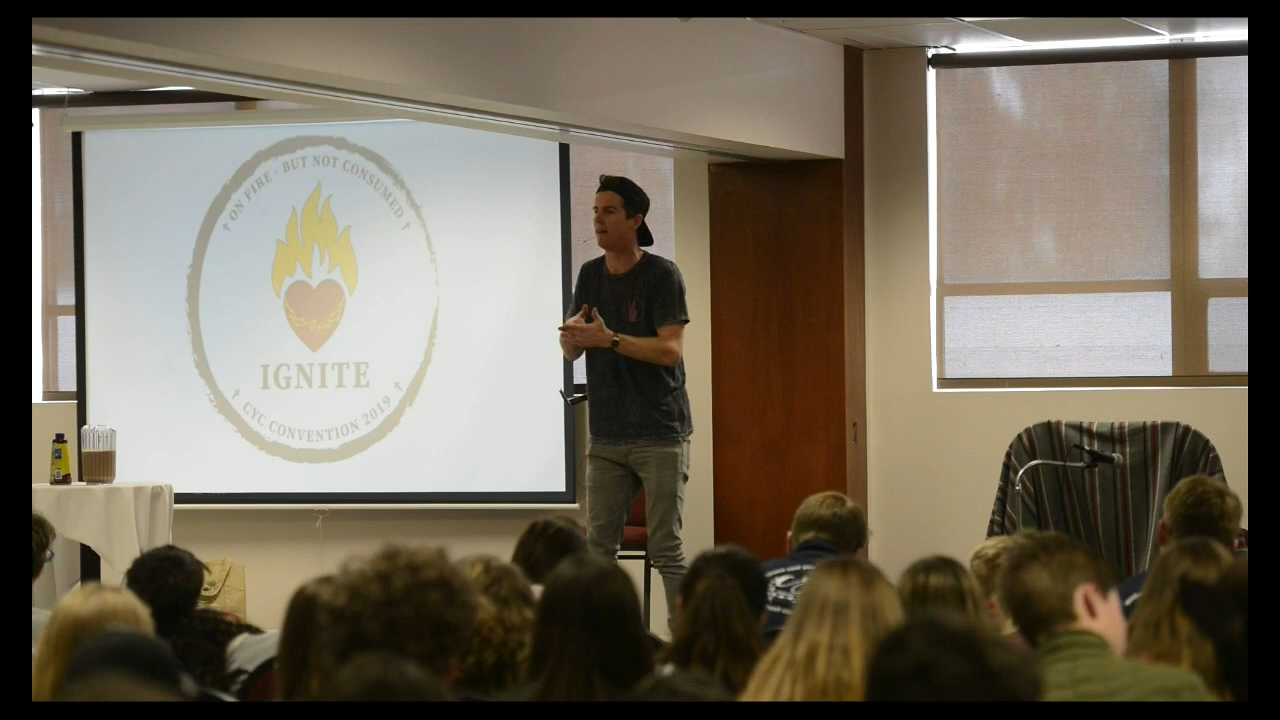 † ON FIRE · BUT NOT CONSUMED †
IGNITE
† CYC CONVENTION 2019 †